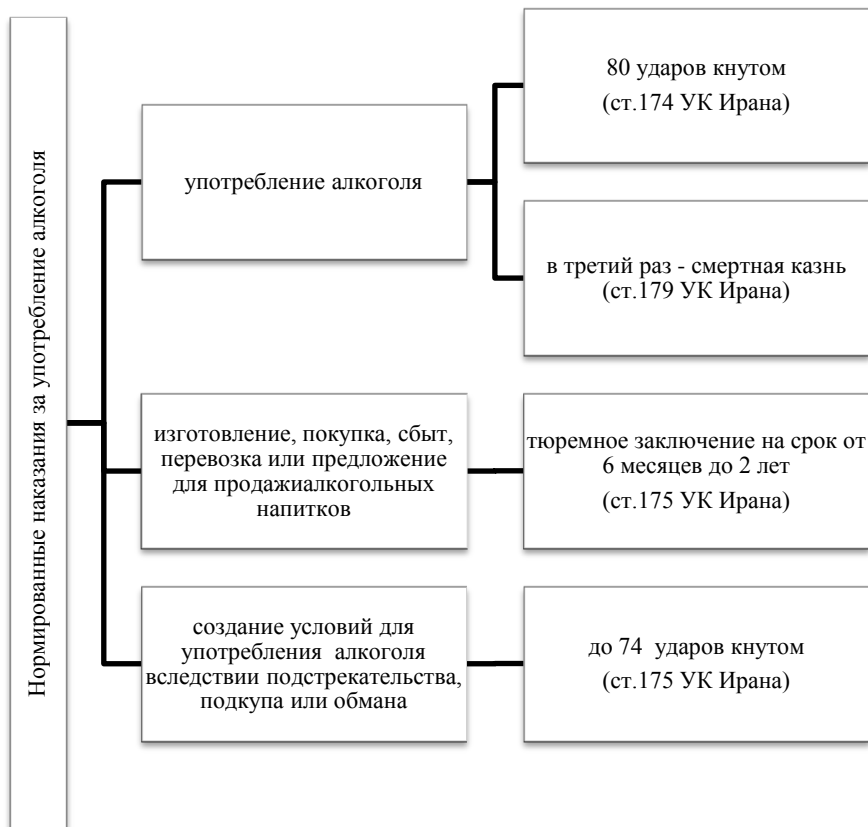 Нормированные наказания за употребление алкоголя
употребление алкоголя
80 ударов кнутом
(ст.174 УК Ирана)
в третий раз - смертная казнь
(ст.179 УК Ирана)
изготовление, покупка, сбыт,
перевозка или предложение
для продажиалкогольных
напитков
тюремное заключение на срок от
6 месяцев до 2 лет
(ст.175 УК Ирана)
создание условий для
употребления алкоголя
вследствии подстрекательства,
подкупа или обмана
до 74 ударов кнутом
(ст.175 УК Ирана)